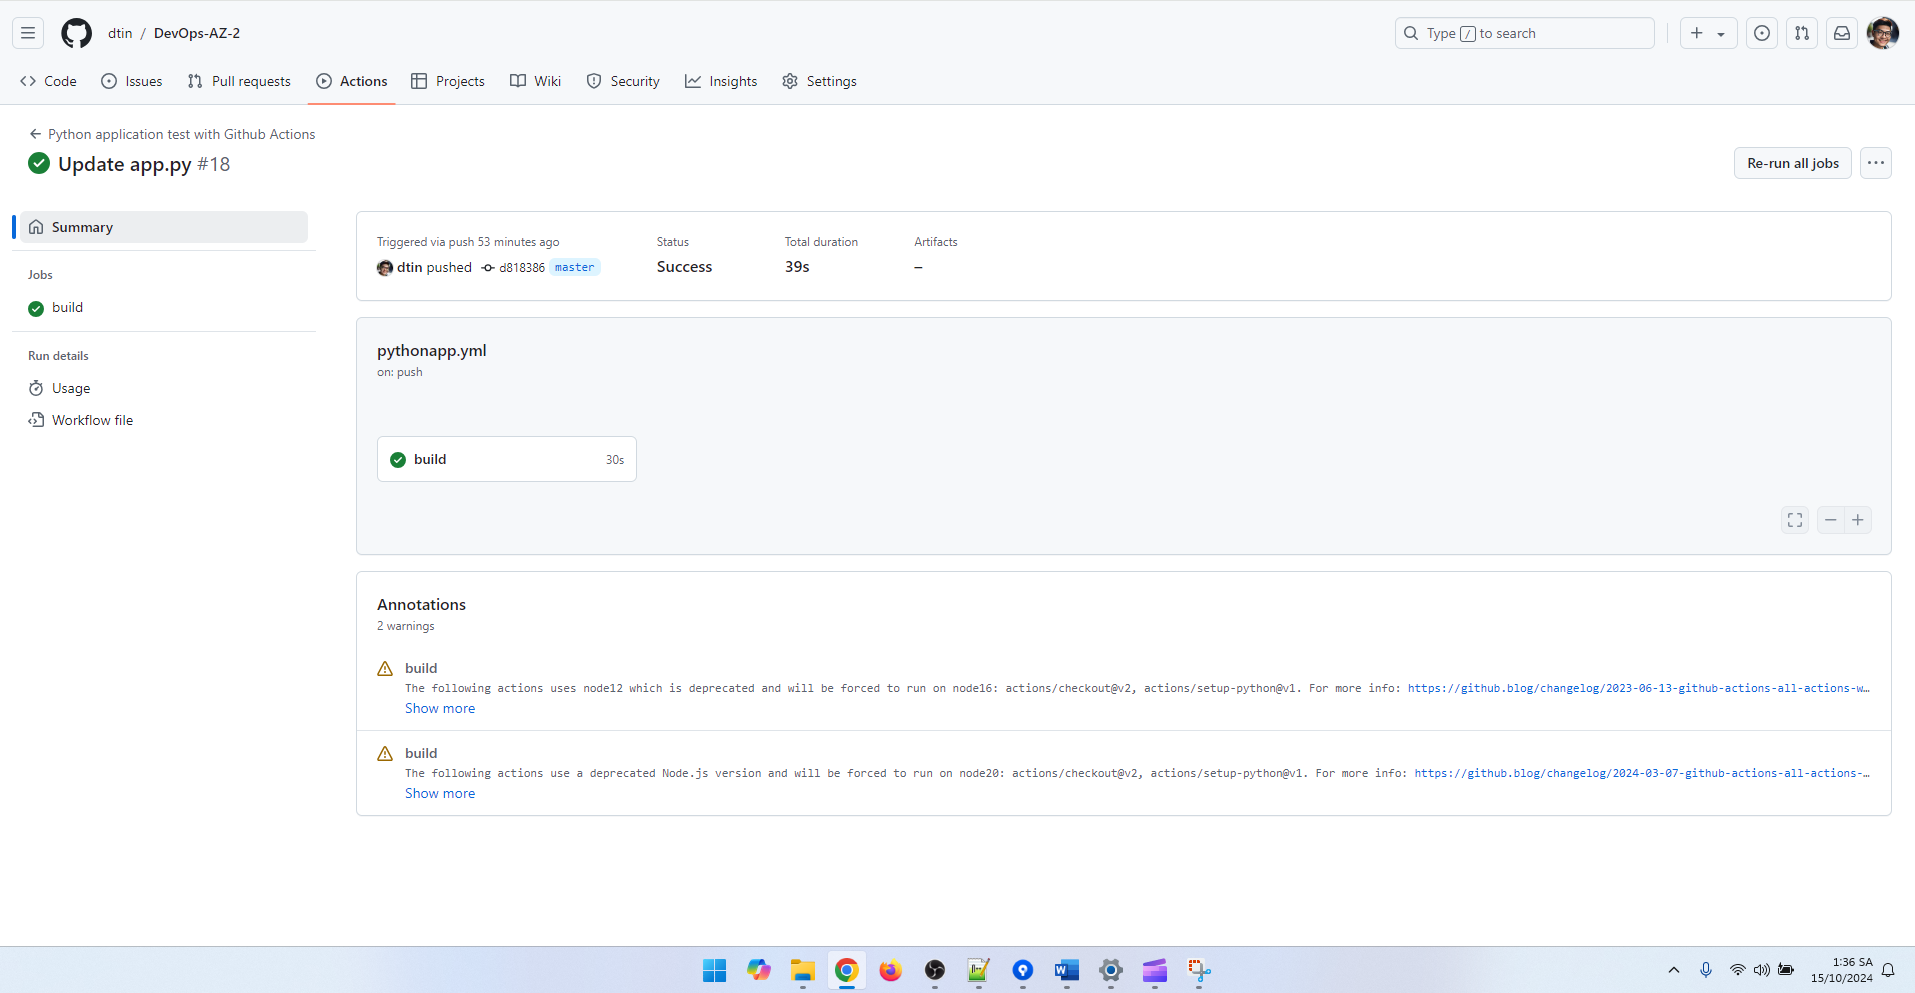 dtin / DevOps-AZ-2
Type / to search
Code
Issues
Pull requests
Actions
Projects
Wiki
Security
Insights
Settings
Python application test with Github Actions
Update app.py #18
Re-run all jobs
Summary
Jobs
build
Run details
Usage
Workflow file
Triggered via push 53 minutes ago
dtin pushed d818386 master
Status
Success
Total duration
39s
Artifacts
–
pythonapp.yml
on: push
build 30s
Annotations
2 warnings
build
The following actions uses node12 which is deprecated and will be forced to run on node16: actions/checkout@v2, actions/setup-python@v1. For more info: https://github.blog/changelog/2023-06-13-github-actions-all-actions-w…
Show more
build
The following actions use a deprecated Node.js version and will be forced to run on node20: actions/checkout@v2, actions/setup-python@v1. For more info: https://github.blog/changelog/2024-03-07-github-actions-all-actions-…
Show more
1:36 SA
15/10/2024